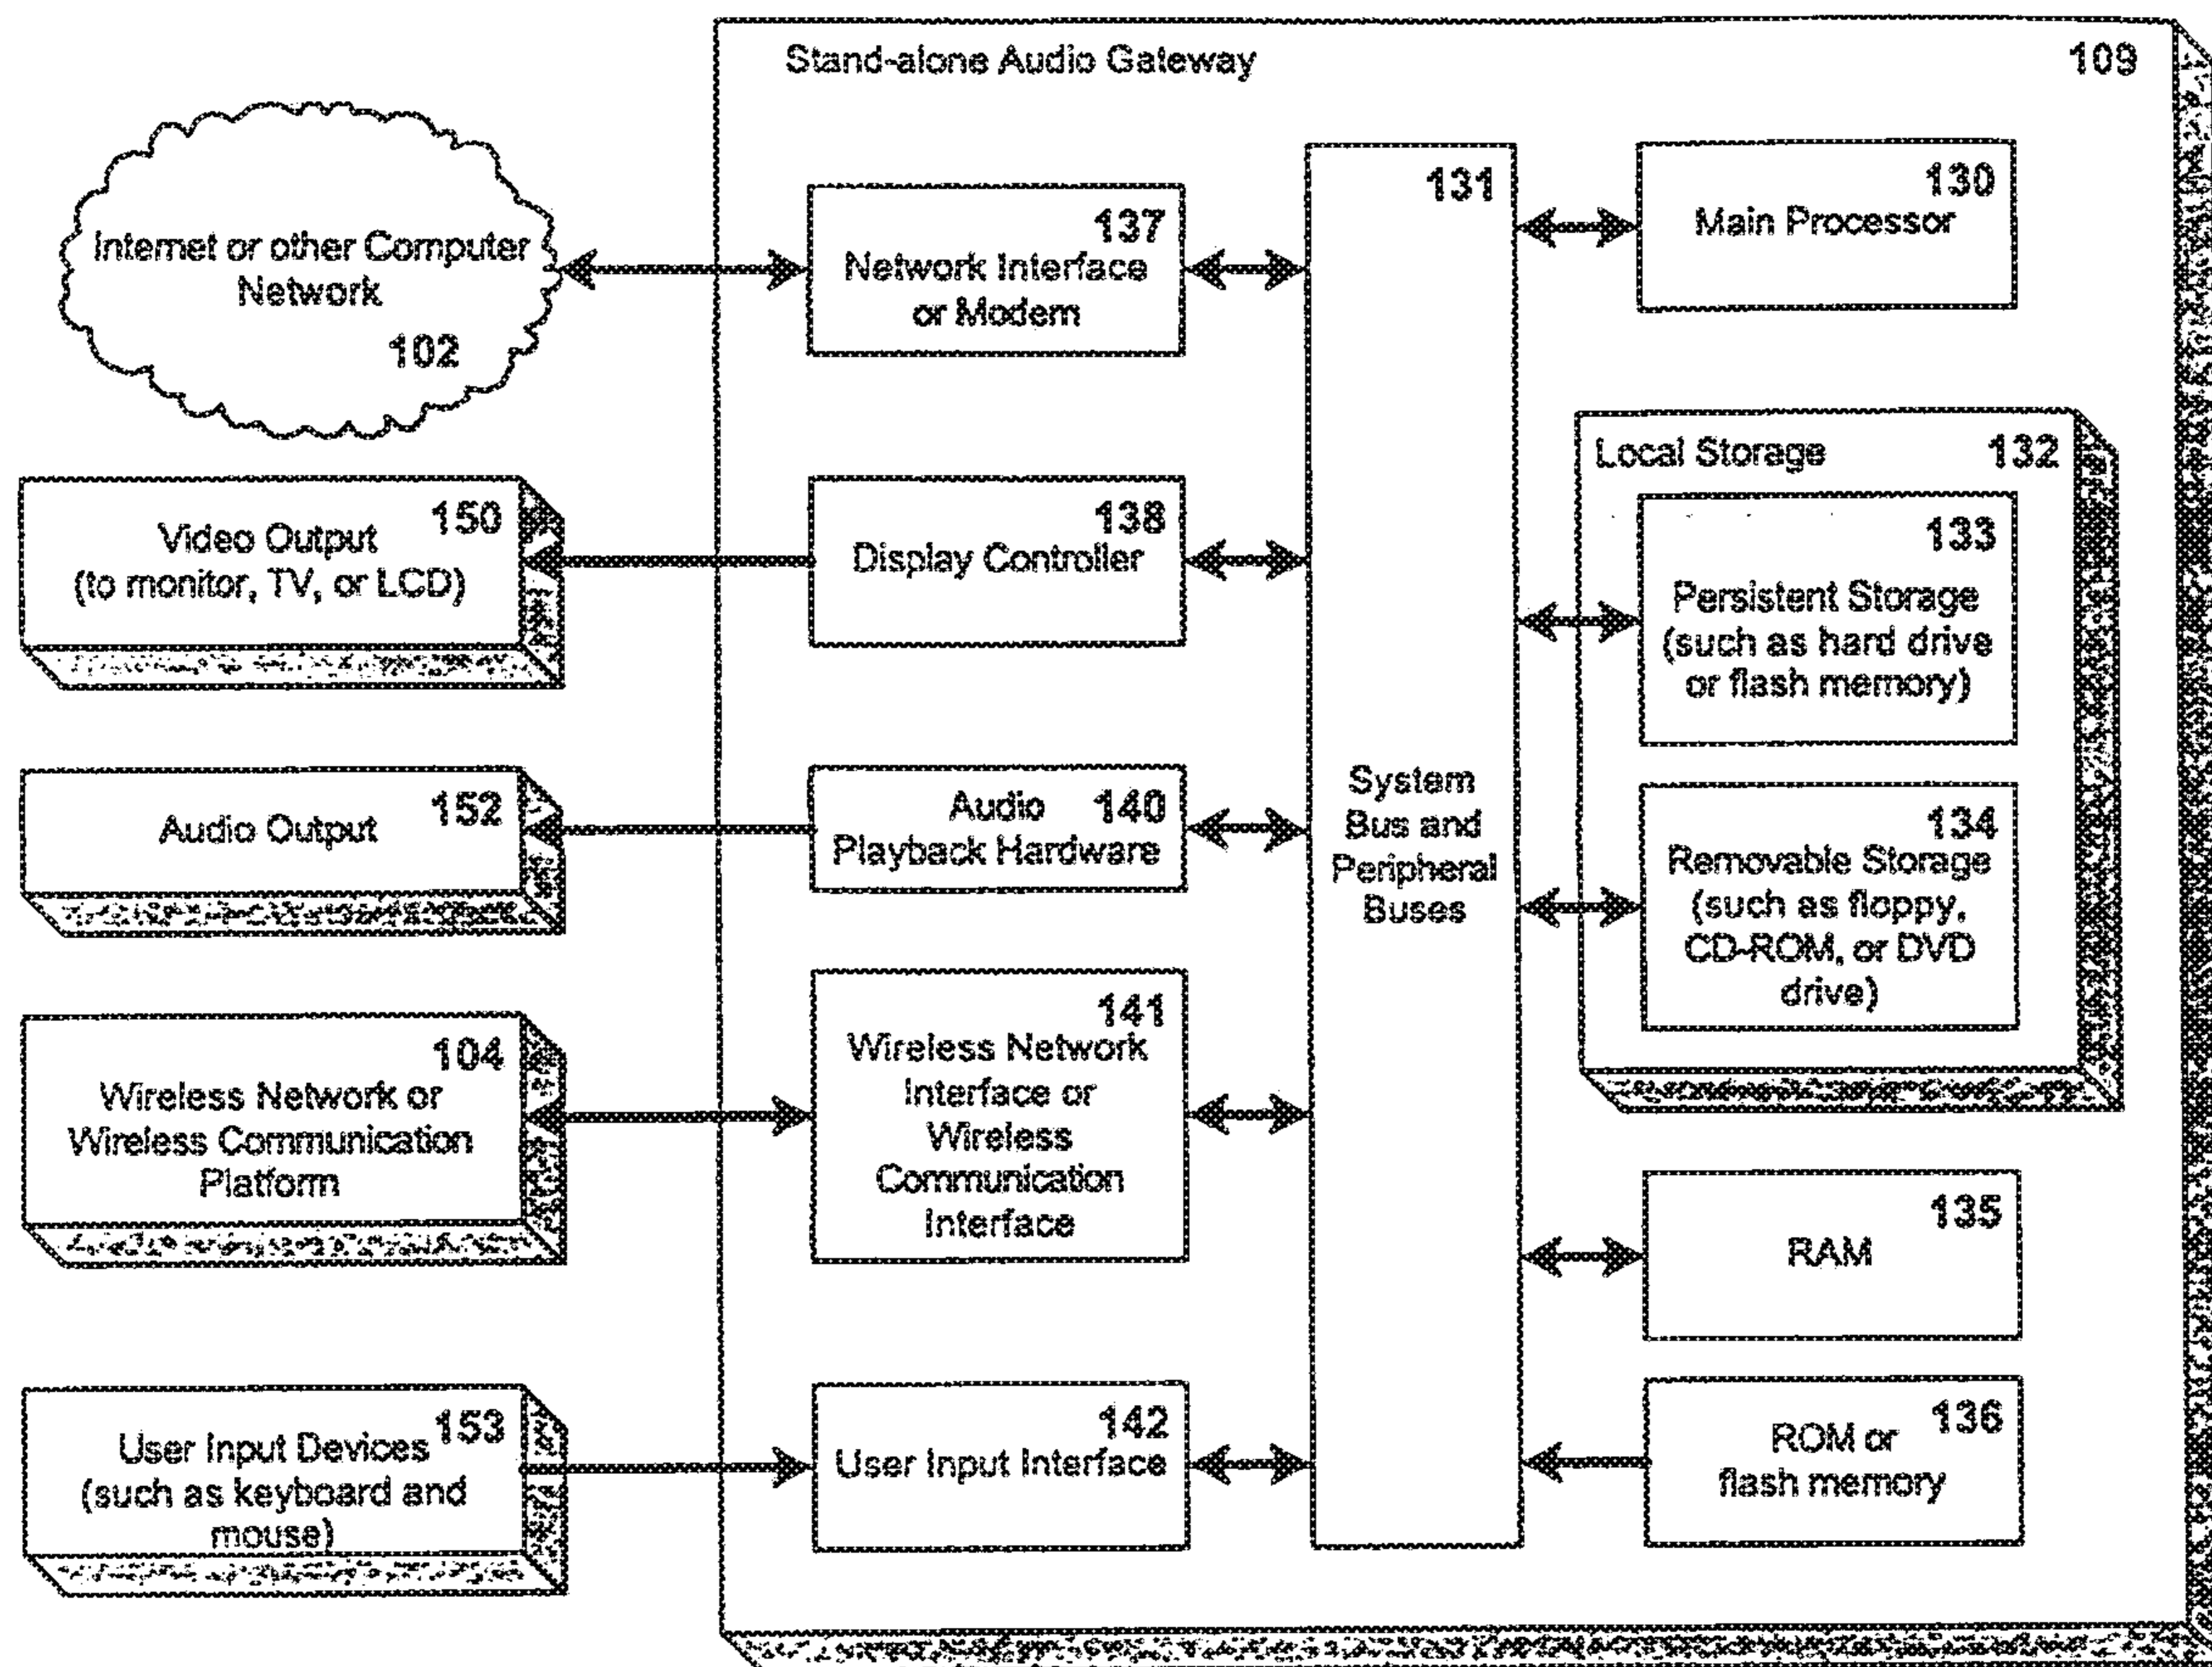 Stand-alone Audio Gateway
109
Internet or other Computer
Network
102
137
Network Interface
or Modem
131
System
Bus and
Peripheral
Buses
130
Main Processor
150
Video Output
(to monitor, TV, or LCD)
138
Display Controller
Local Storage
132
133
Persistent Storage
(such as hard drive
or flash memory)
152
Audio Output
Audio 140
Playback Hardware
134
Removable Storage
(such as floppy,
CD-ROM, or DVD
drive)
104
Wireless Network or
Wireless Communication
Platform
141
Wireless Network
Interface or
Wireless
Communication
Interface
135
RAM
153
User Input Devices
(such as keyboard and
mouse)
142
User Input Interface
136
ROM or
flash memory